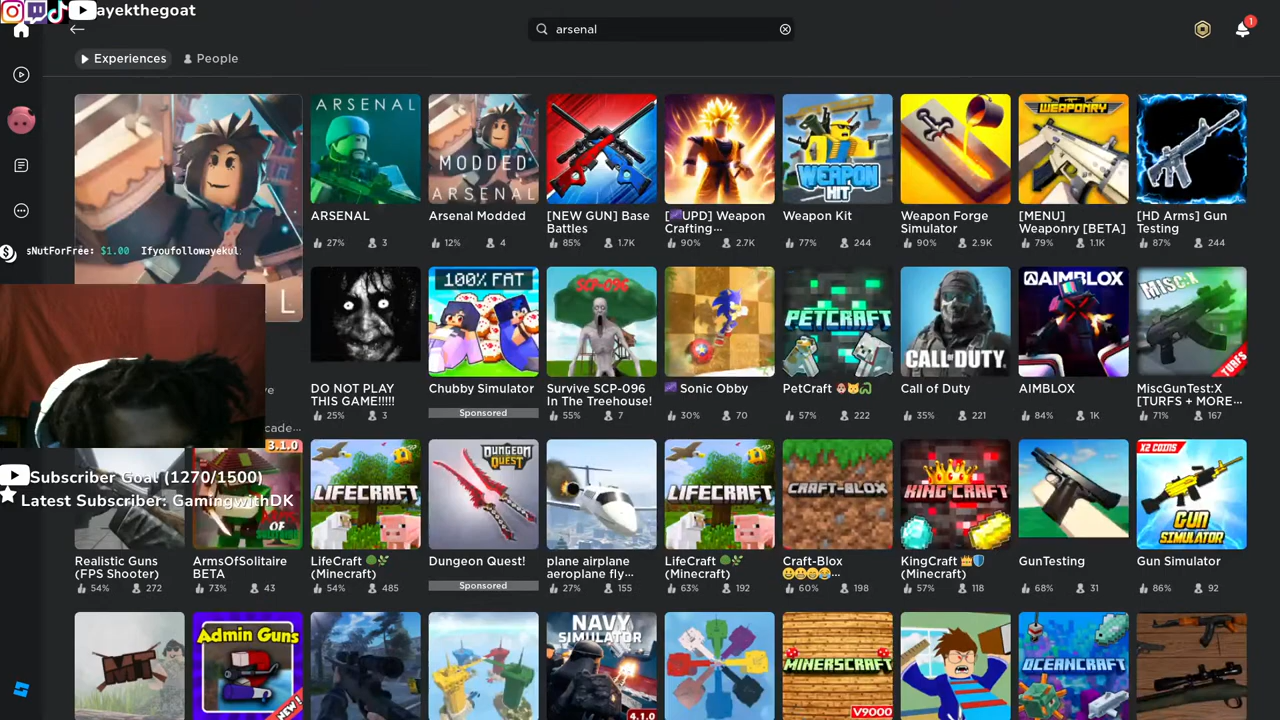 ayekthegoat
arsenal
1
Experiences
People
ARSENAL
MODDED
ARSENAL
WEAPON
HIT
WEAPONRY
ARSENAL
27% 3
Arsenal Modded
12% 4
[NEW GUN] Base
Battles
85% 1.7K
[🌌UPD] Weapon
Crafting...
90% 2.7K
Weapon Kit
77% 244
Weapon Forge
Simulator
90% 2.9K
[MENU]
Weaponry [BETA]
79% 1.1K
[HD Arms] Gun
Testing
87% 244
sNutForFree: $1.00 Ifyoufollowayekul
L
100% FAT
SCP-096
PETCRAFT
CALL OF DUTY
AIMBLOX
MISC:X
TURFS
DO NOT PLAY
THIS GAME!!!!!
25% 3
Chubby Simulator
Sponsored
Survive SCP-096
In The Treehouse!
55% 7
🌌 Sonic Obby
30% 70
PetCraft 🐶🐱🐉
57% 222
Call of Duty
35% 221
AIMBLOX
84% 1K
MiscGunTest:X
[TURFS + MORE...
71% 167
ve
cade...
3.1.0
Subscriber Goal (1270/1500)
Latest Subscriber: GamingwithDK
OF
LIFECRAFT
DUNGEON
QUEST
LIFECRAFT
CRAFT-BLOX
KING CRAFT
X2 COINS
GUN
SIMULATOR
Realistic Guns
(FPS Shooter)
54% 272
ArmsOfSolitaire
BETA
73% 43
LifeCraft
(Minecraft)
54% 485
Dungeon Quest!
Sponsored
plane airplane
aeroplane fly...
27% 155
LifeCraft
(Minecraft)
63% 192
Craft-Blox
60% 198
KingCraft 👑🛡️
(Minecraft)
57% 118
GunTesting
68% 31
Gun Simulator
86% 92
MT
Admin Guns
NEW!
NAVY
SIMULATOR
4.1.0
MINERSCRAFT
V9000
OCEANCRAFT